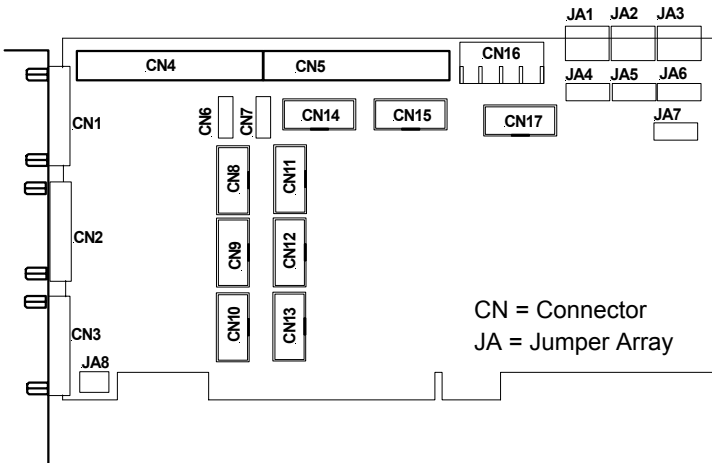 JA1 JA2 JA3
CN4 CN5 CN16
JA4 JA5 JA6
CN1 CN6 CN7 CN14 CN15 CN17 JA7
CN8 CN11
CN2 CN9 CN12
CN3 CN10 CN13
CN = Connector
JA = Jumper Array
JA8